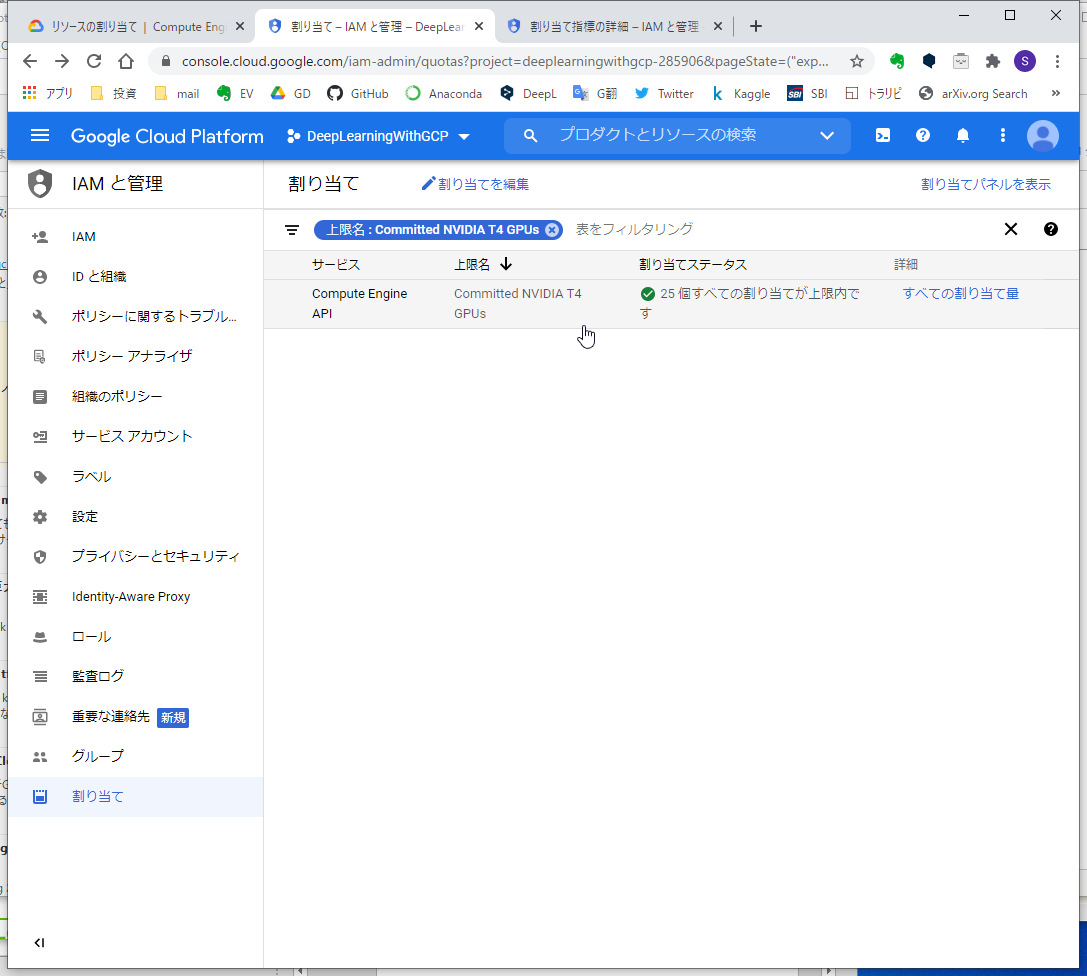 リソースの割り当て | Compute Eng
割り当て – IAM と管理 – DeepLear
割り当て指標の詳細 – IAM と管理
console.cloud.google.com/iam-admin/quotas?project=deeplearningwithgcp-285906&pageState=("exp...
S
アプリ 投資 mail EV GD GitHub Anaconda DeepL G翻 Twitter Kaggle SBI SBI トラリピ arXiv.org Search »
Google Cloud Platform DeepLearningWithGCP プロダクトとリソースの検索
IAM と管理
割り当て 割り当てを編集 割り当てパネルを表示
上限名 : Committed NVIDIA T4 GPUs 表をフィルタリング
サービス 上限名 割り当てステータス 詳細
Compute Engine API
Committed NVIDIA T4 GPUs
25 個すべての割り当てが上限内です
すべての割り当て量
IAM
ID と組織
ポリシーに関するトラブル...
ポリシー アナライザ
組織のポリシー
サービス アカウント
ラベル
設定
プライバシーとセキュリティ
Identity-Aware Proxy
ロール
監査ログ
重要な連絡先 新規
グループ
割り当て